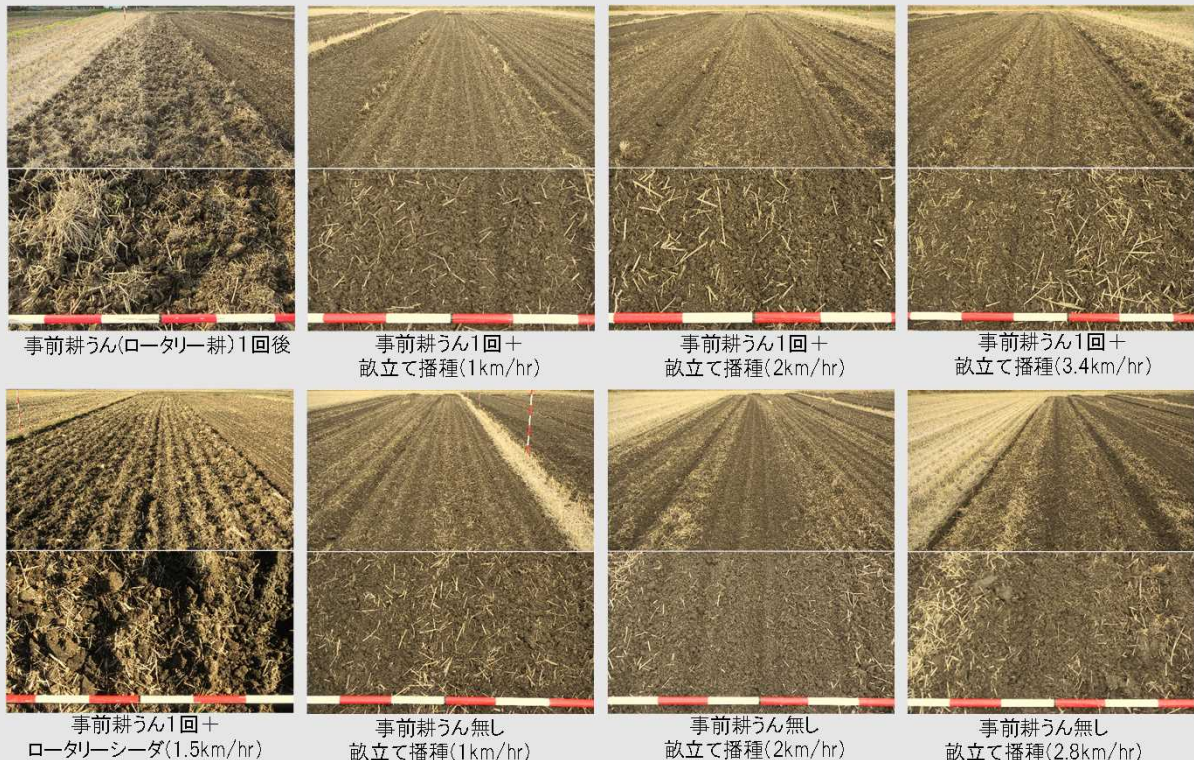 事前耕うん(ロータリー耕)1回後
事前耕うん1回+
畝立て播種(1km/hr)
事前耕うん1回+
畝立て播種(2km/hr)
事前耕うん1回+
畝立て播種(3.4km/hr)
事前耕うん1回+
ロータリーシーダ(1.5km/hr)
事前耕うん無し
畝立て播種(1km/hr)
事前耕うん無し
畝立て播種(2km/hr)
事前耕うん無し
畝立て播種(2.8km/hr)